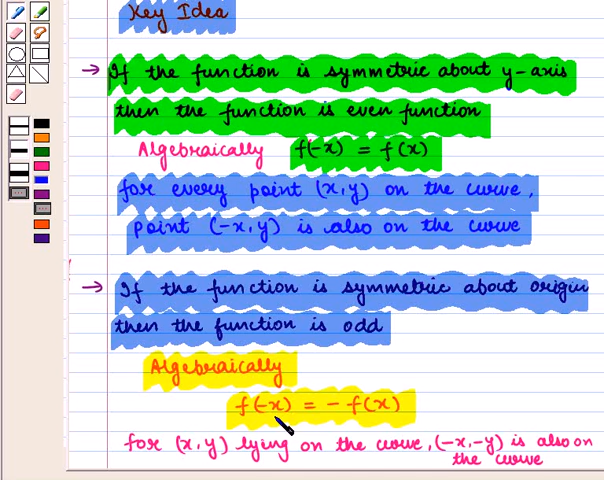 Key Idea
→ If the function is symmetric about y-axis
then the function is even function
Algebraically f(-x) = f(x)
for every point (x,y) on the curve,
point (-x,y) is also on the curve
→ If the function is symmetric about origin
then the function is odd
Algebraically
f(-x) = - f(x)
for (x,y) lying on the curve, (-x,-y) is also on
the curve